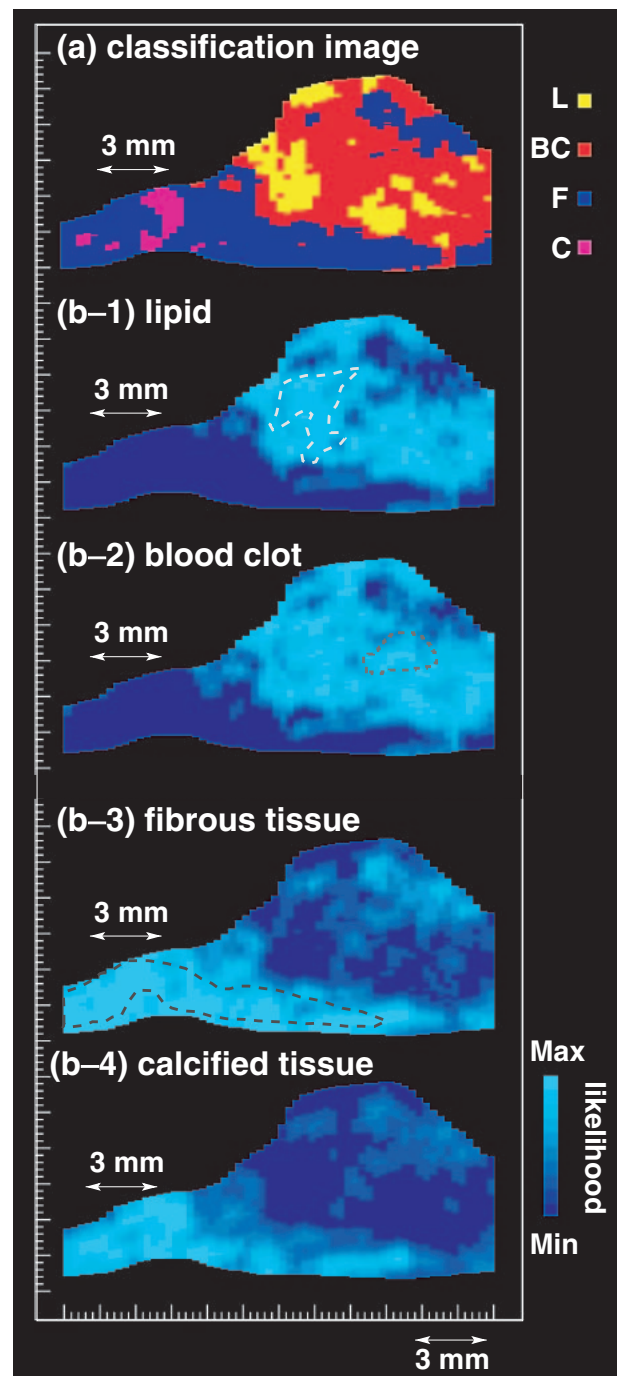 (a) classification image
L
BC
F
C
3 mm
(b–1) lipid
3 mm
(b–2) blood clot
3 mm
(b–3) fibrous tissue
3 mm
(b–4) calcified tissue
3 mm
Max
likelihood
Min
3 mm